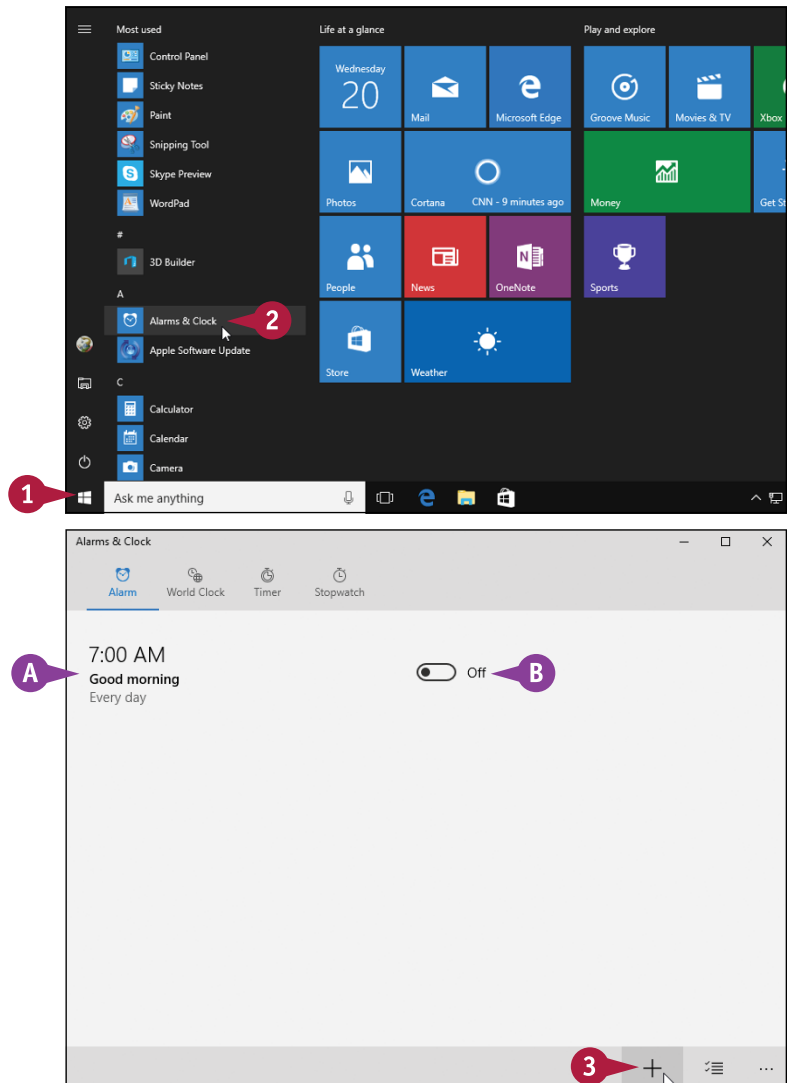 Most used
Control Panel
Sticky Notes
Paint
Snipping Tool
Skype Preview
WordPad
#
3D Builder
A
Alarms & Clock
2
Apple Software Update
C
Calculator
Calendar
Camera
Life at a glance
Wednesday
20
Mail
Microsoft Edge
Photos
Cortana
CNN - 9 minutes ago
People
News
N
OneNote
Store
Weather
Play and explore
Groove Music
Movies & TV
Xbox
Money
Get St
Sports
1
Ask me anything
Alarms & Clock
Alarm
World Clock
Timer
Stopwatch
A
7:00 AM
Good morning
Every day
Off
B
3